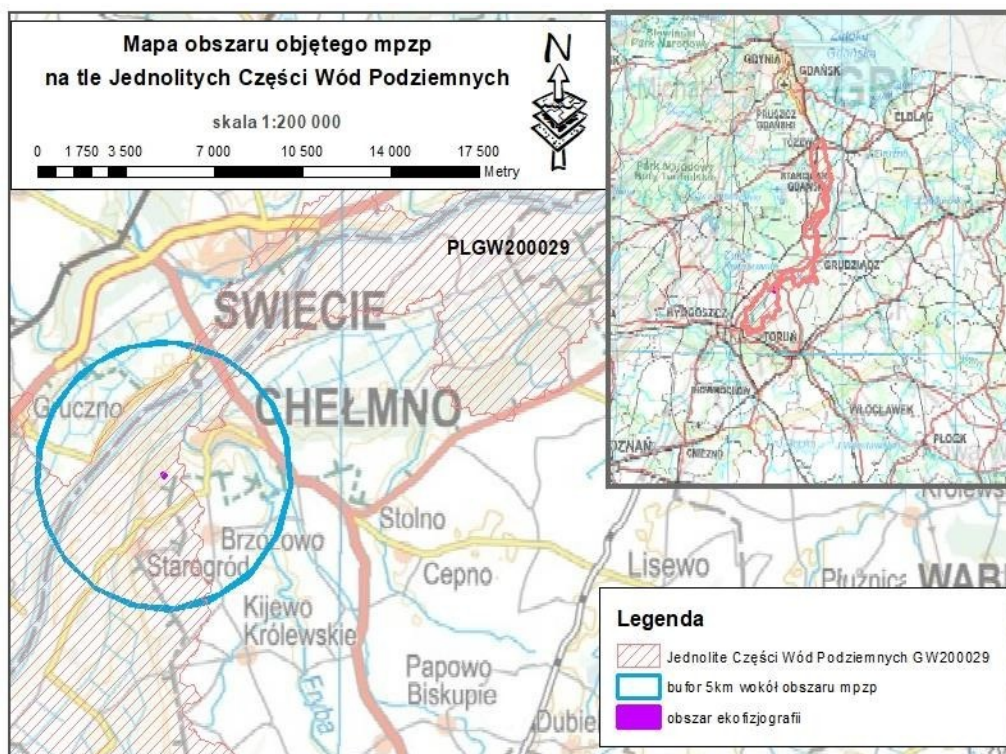 Mapa obszaru objętego mpzp
na tle Jednolitych Części Wód Podziemnych
skala 1:200 000
N
0 1 750 3 500 7 000 10 500 14 000 17 500
Metry
GDYNIA
GDAŃSK
PRUSZCZ
GDAŃSKI
ELBLĄG
GRUDZIĄDZ
BYDGOSZCZ
TORUŃ
WŁOCŁAWEK
PŁOCK
GNIEZNO
PLGW200029
ŚWIECIE
CHEŁMNO
Gruczno
Stolno
Brzozowo
Starogród
Cepno
Lisewo
Płużnica
Kijewo
Królewskie
Papowo
Biskupie
Legenda
Jednolite Części Wód Podziemnych GW200029
bufor 5km wokół obszaru mpzp
obszar ekofizjografii